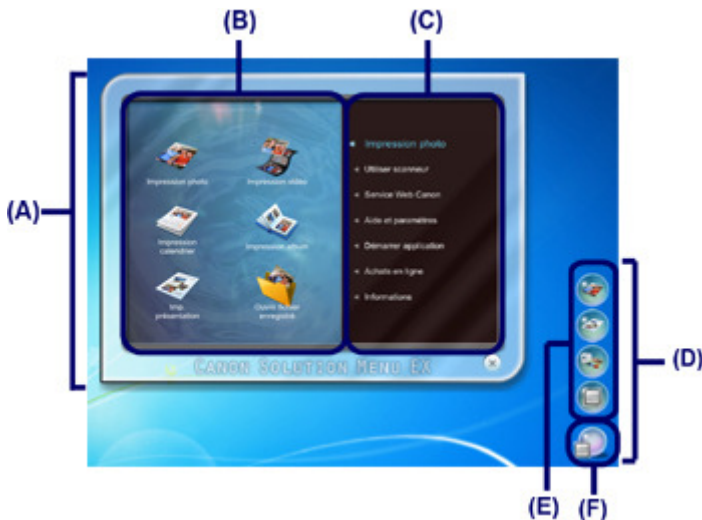 (B)
(C)
(A)
Impression photo
Impression vidéo
Impression
calendrier
Impression album
Imp.
présentation
Ouvrir fichier
enregistré
Impression photo
Utiliser scanneur
Service Web Canon
Aide et paramètres
Démarrer application
Achats en ligne
Informations
CANON SOLUTION MENU EX
(D)
(E)
(F)